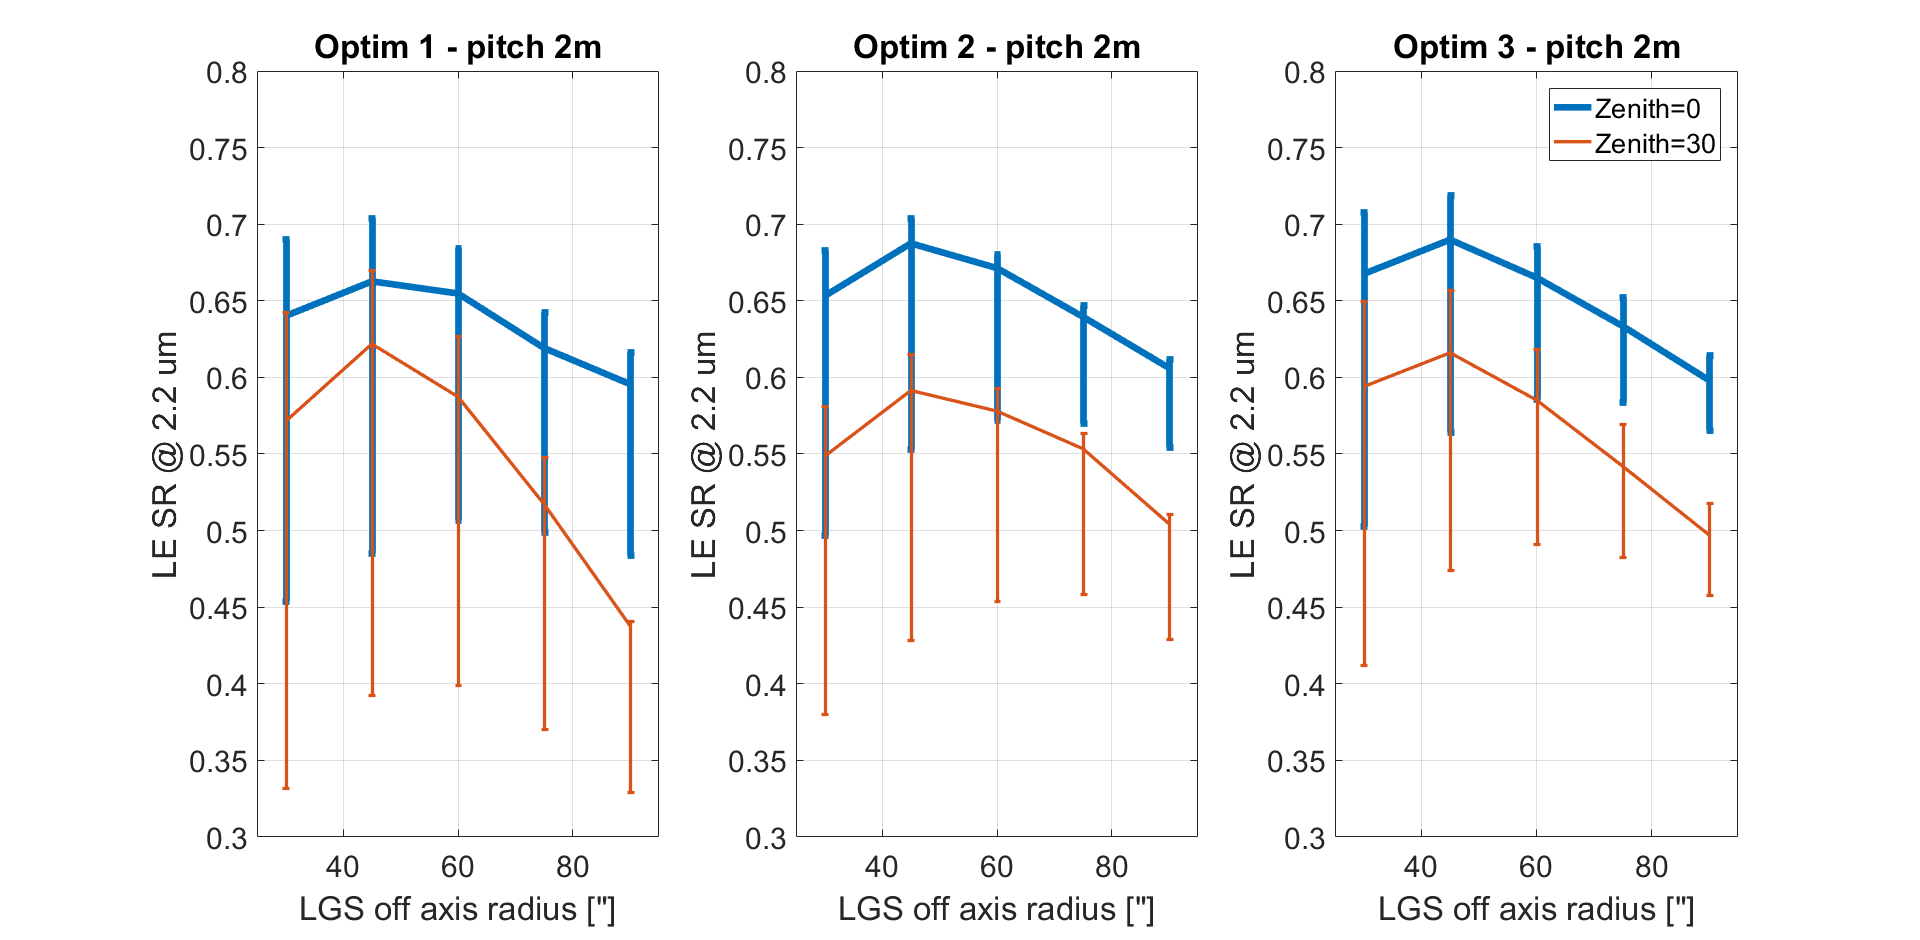 Optim 1 - pitch 2m
0.8
0.75
0.7
0.65
0.6
0.55
0.5
0.45
0.4
0.35
0.3
LE SR @ 2.2 um
40 60 80
LGS off axis radius ["]
Optim 2 - pitch 2m
0.8
0.75
0.7
0.65
0.6
0.55
0.5
0.45
0.4
0.35
0.3
LE SR @ 2.2 um
40 60 80
LGS off axis radius ["]
Optim 3 - pitch 2m
Zenith=0
Zenith=30
0.8
0.75
0.7
0.65
0.6
0.55
0.5
0.45
0.4
0.35
0.3
LE SR @ 2.2 um
40 60 80
LGS off axis radius ["]